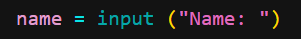 name = input ("Name: ")